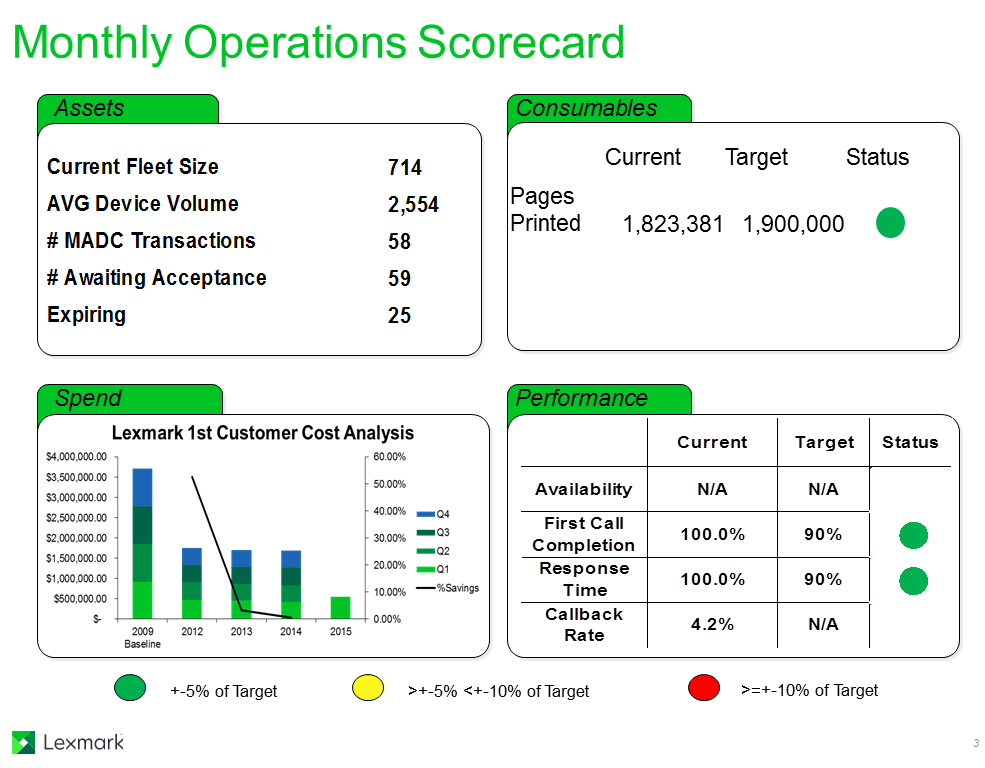 Monthly Operations Scorecard
Assets
Current Fleet Size 714
AVG Device Volume 2,554
# MADC Transactions 58
# Awaiting Acceptance 59
Expiring 25
Consumables
Current Target Status
Pages
Printed 1,823,381 1,900,000
Spend
Lexmark 1st Customer Cost Analysis
$4,000,000.00 60.00%
$3,500,000.00 50.00%
$3,000,000.00 40.00%
$2,500,000.00 30.00%
$2,000,000.00
$1,500,000.00 20.00%
$1,000,000.00 10.00%
$500,000.00
$- 0.00%
2009 2012 2013 2014 2015
Baseline
Q4
Q3
Q2
Q1
%Savings
Performance
Current Target Status
Availability N/A N/A
First Call
Completion 100.0% 90%
Response
Time 100.0% 90%
Callback
Rate 4.2% N/A
+-5% of Target >+-5% <+-10% of Target >=+-10% of Target
Lexmark
3